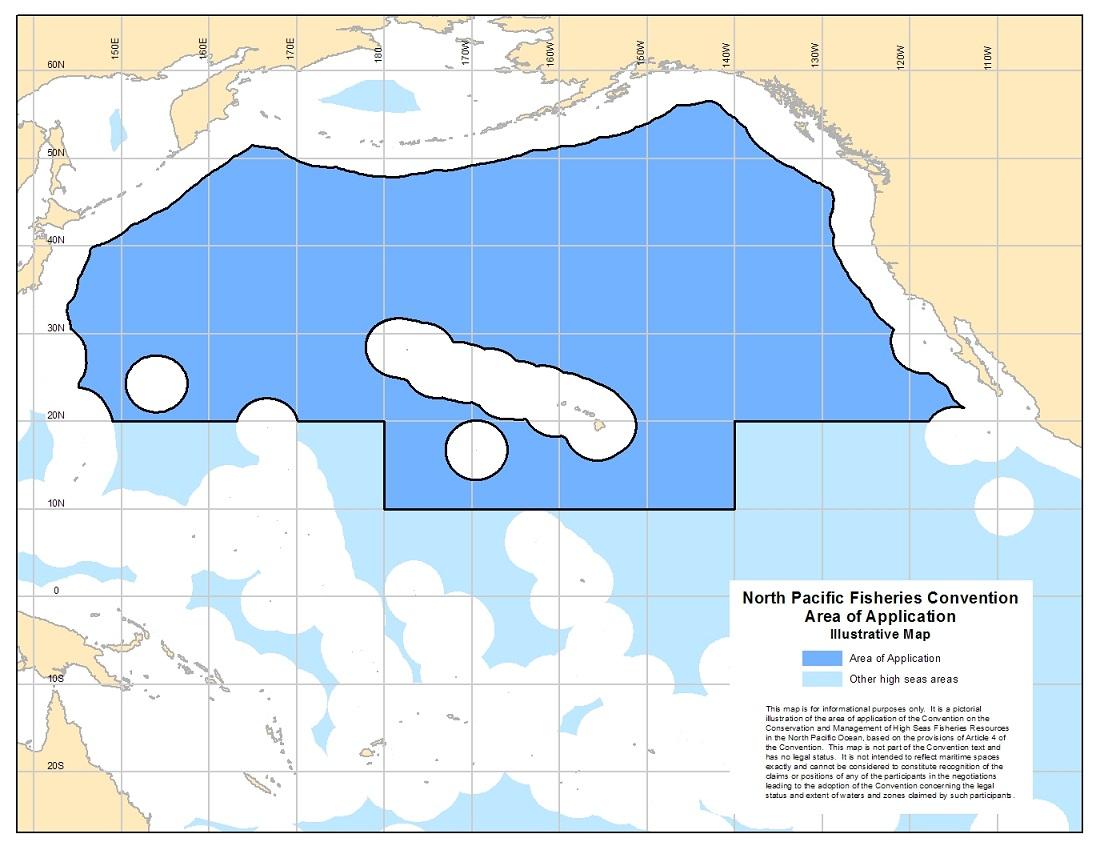 150E 160E 170E 180 170W 160W 150W 140W 130W 120W 110W
60N
50N
40N
30N
20N
10N
0
10S
20S
North Pacific Fisheries Convention
Area of Application
Illustrative Map
Area of Application
Other high seas areas
This map is for informational purposes only. It is a pictorial
illustration of the area of application of the Convention on the
Conservation and Management of High Seas Fisheries Resources
in the North Pacific Ocean, based on the provisions of Article 4 of
the Convention. This map is not part of the Convention text and
has no legal status. It is not intended to reflect maritime spaces
exactly and cannot be considered to constitute recognition of the
claims or positions of any of the participants in the negotiations
leading to the adoption of the Convention concerning the legal
status and extent of waters and zones claimed by such participants.